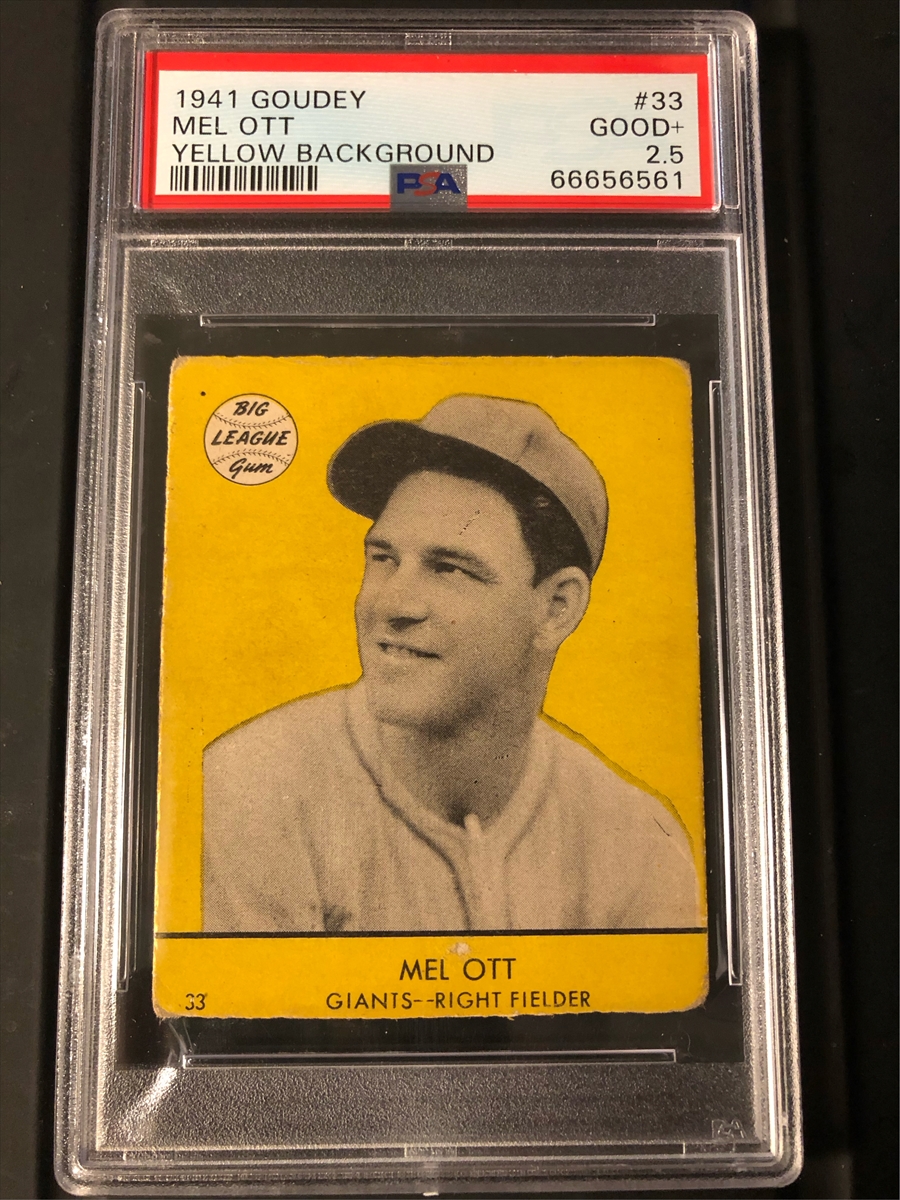 1941 GOUDEY #33
MEL OTT GOOD+
YELLOW BACKGROUND 2.5
PSA 66656561
BIG
LEAGUE
Gum
MEL OTT
33 GIANTS--RIGHT FIELDER